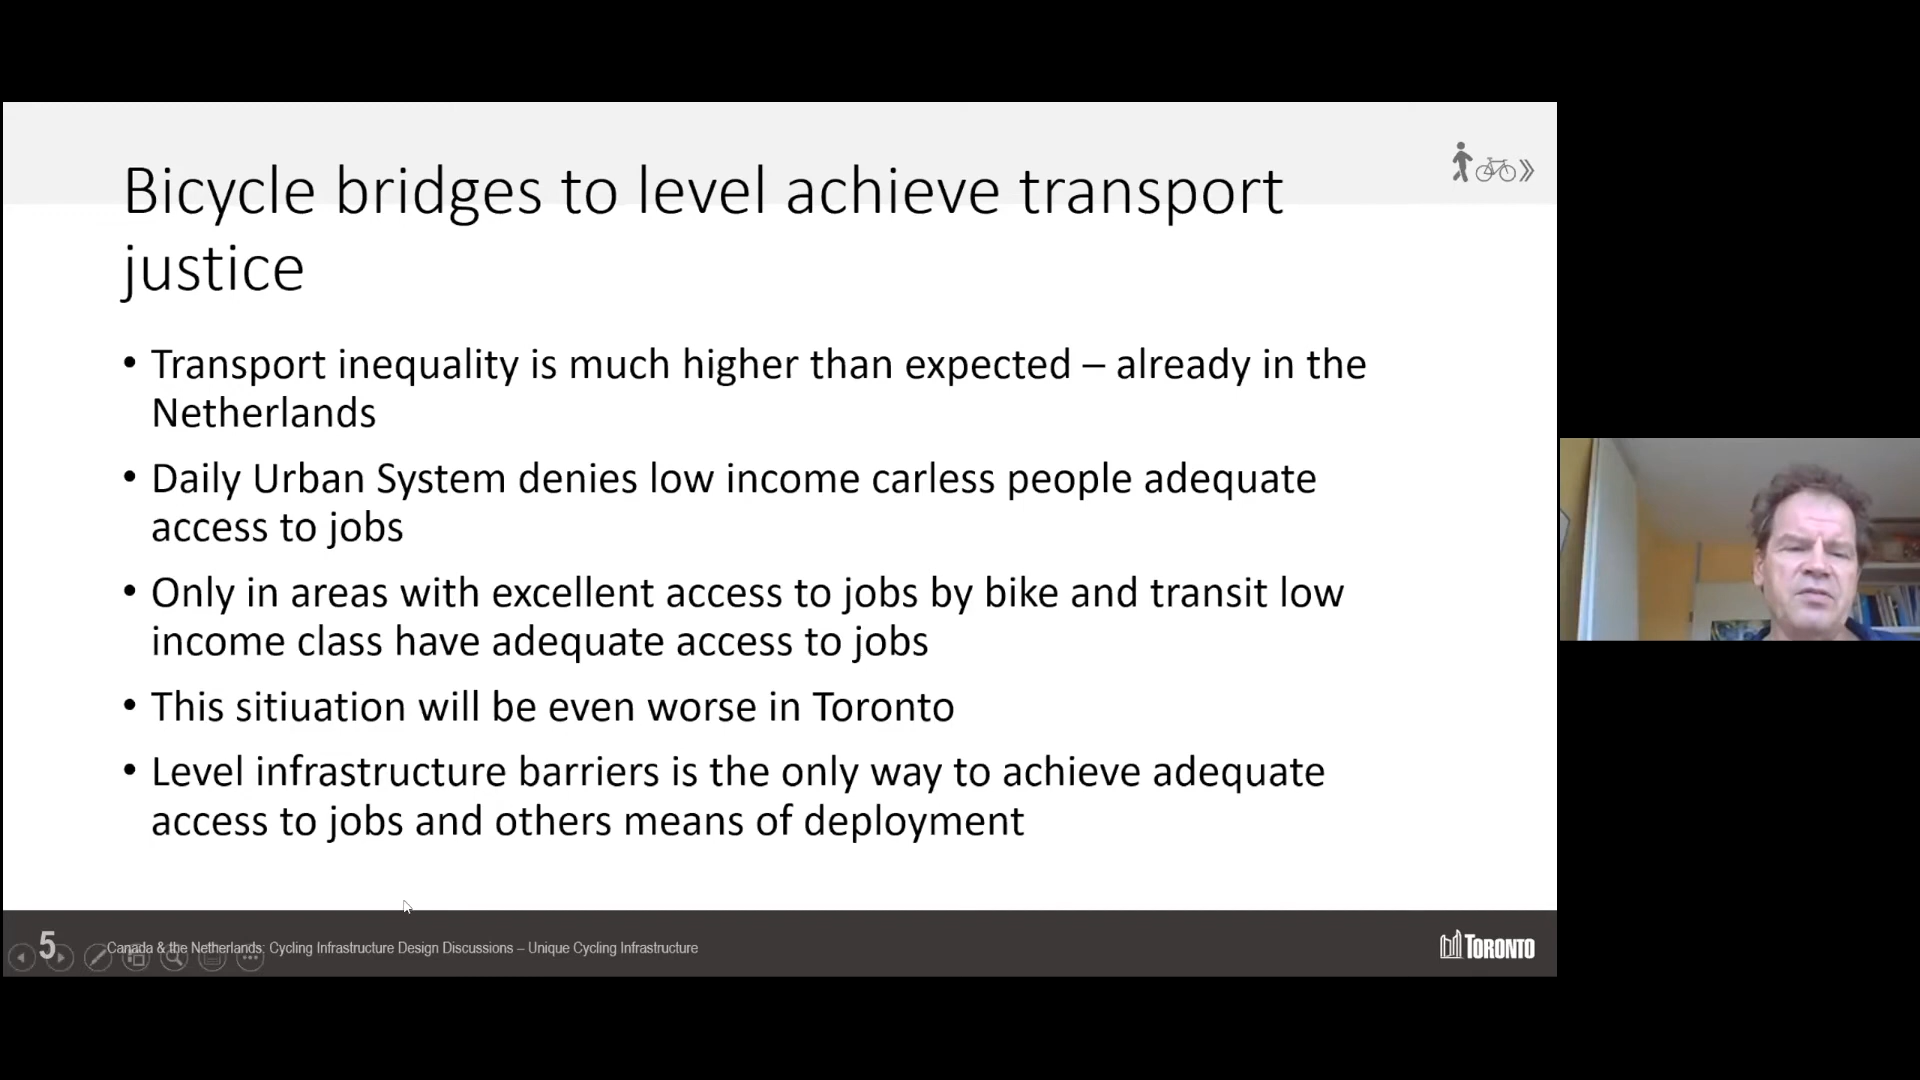 Bicycle bridges to level achieve transport
justice
• Transport inequality is much higher than expected – already in the
Netherlands
• Daily Urban System denies low income carless people adequate
access to jobs
• Only in areas with excellent access to jobs by bike and transit low
income class have adequate access to jobs
• This sitiuation will be even worse in Toronto
• Level infrastructure barriers is the only way to achieve adequate
access to jobs and others means of deployment
5
Canada & the Netherlands: Cycling Infrastructure Design Discussions – Unique Cycling Infrastructure
TORONTO